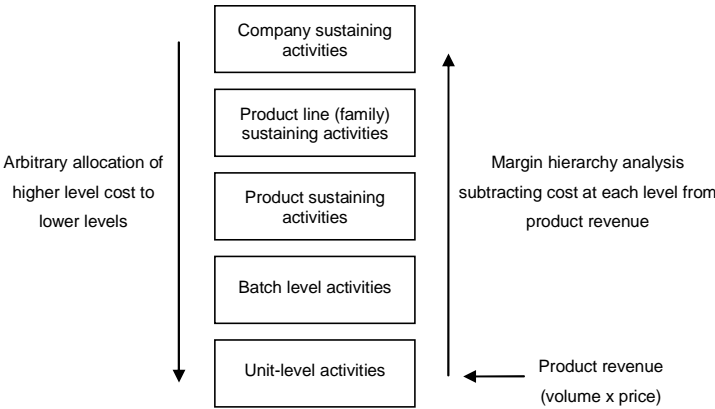 Company sustaining
activities
Product line (family)
sustaining activities
Arbitrary allocation of
higher level cost to
lower levels
Margin hierarchy analysis
subtracting cost at each level from
product revenue
Product sustaining
activities
Batch level activities
Unit-level activities
Product revenue
(volume x price)